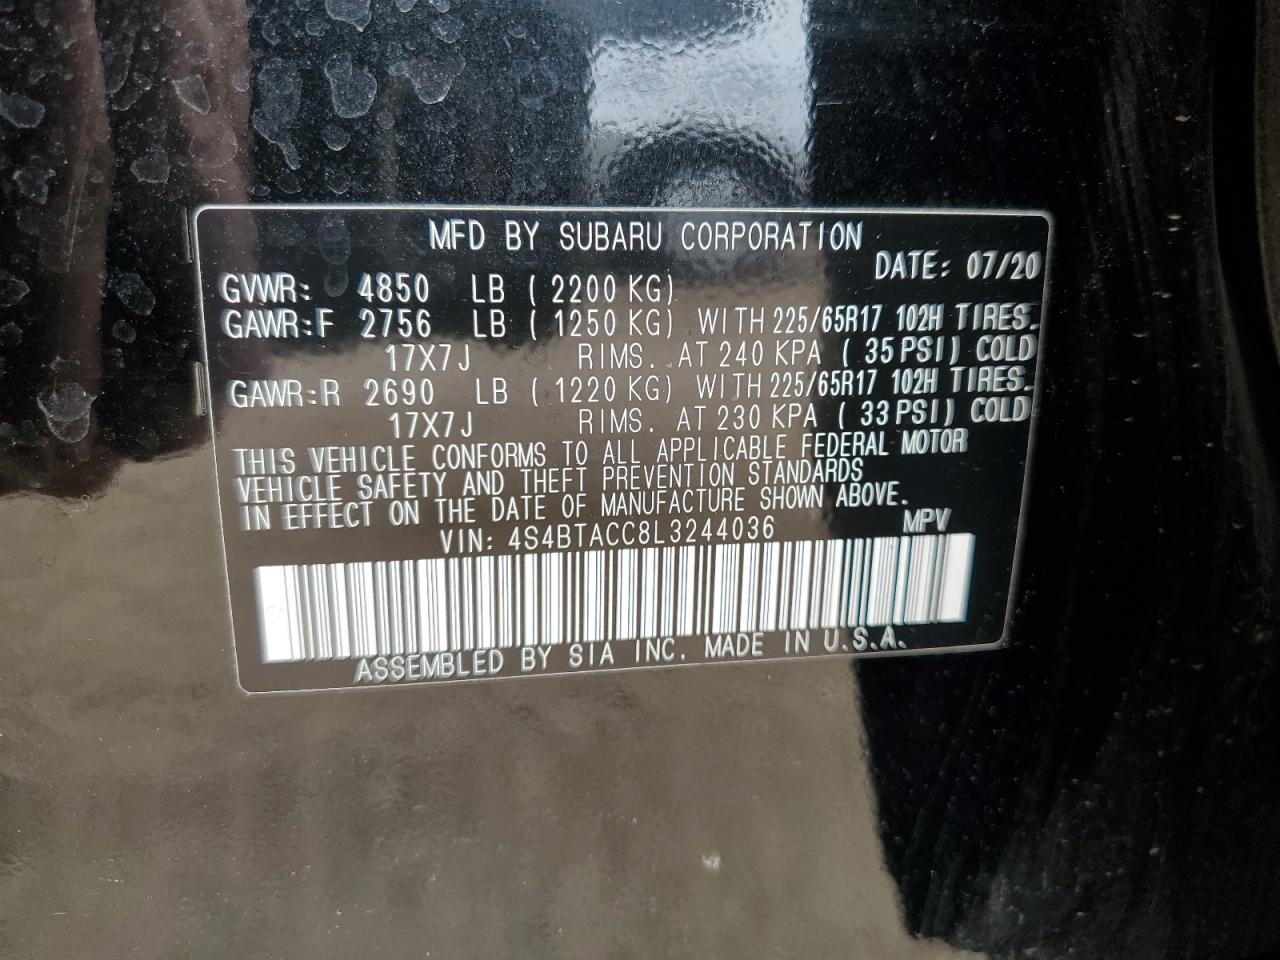 MFD BY SUBARU CORPORATION
DATE: 07/20
GVWR: 4850 LB (2200 KG)
GAWR:F 2756 LB (1250 KG) WITH 225/65R17 102H TIRES.
17X7J RIMS. AT 240 KPA (35 PSI) COLD
GAWR:R 2690 LB (1220 KG) WITH 225/65R17 102H TIRES.
17X7J RIMS. AT 230 KPA (33 PSI) COLD
THIS VEHICLE CONFORMS TO ALL APPLICABLE FEDERAL MOTOR
VEHICLE SAFETY AND THEFT PREVENTION STANDARDS
IN EFFECT ON THE DATE OF MANUFACTURE SHOWN ABOVE.
VIN: 4S4BTACC8L3244036 MPV
ASSEMBLED BY SIA INC. MADE IN U.S.A.